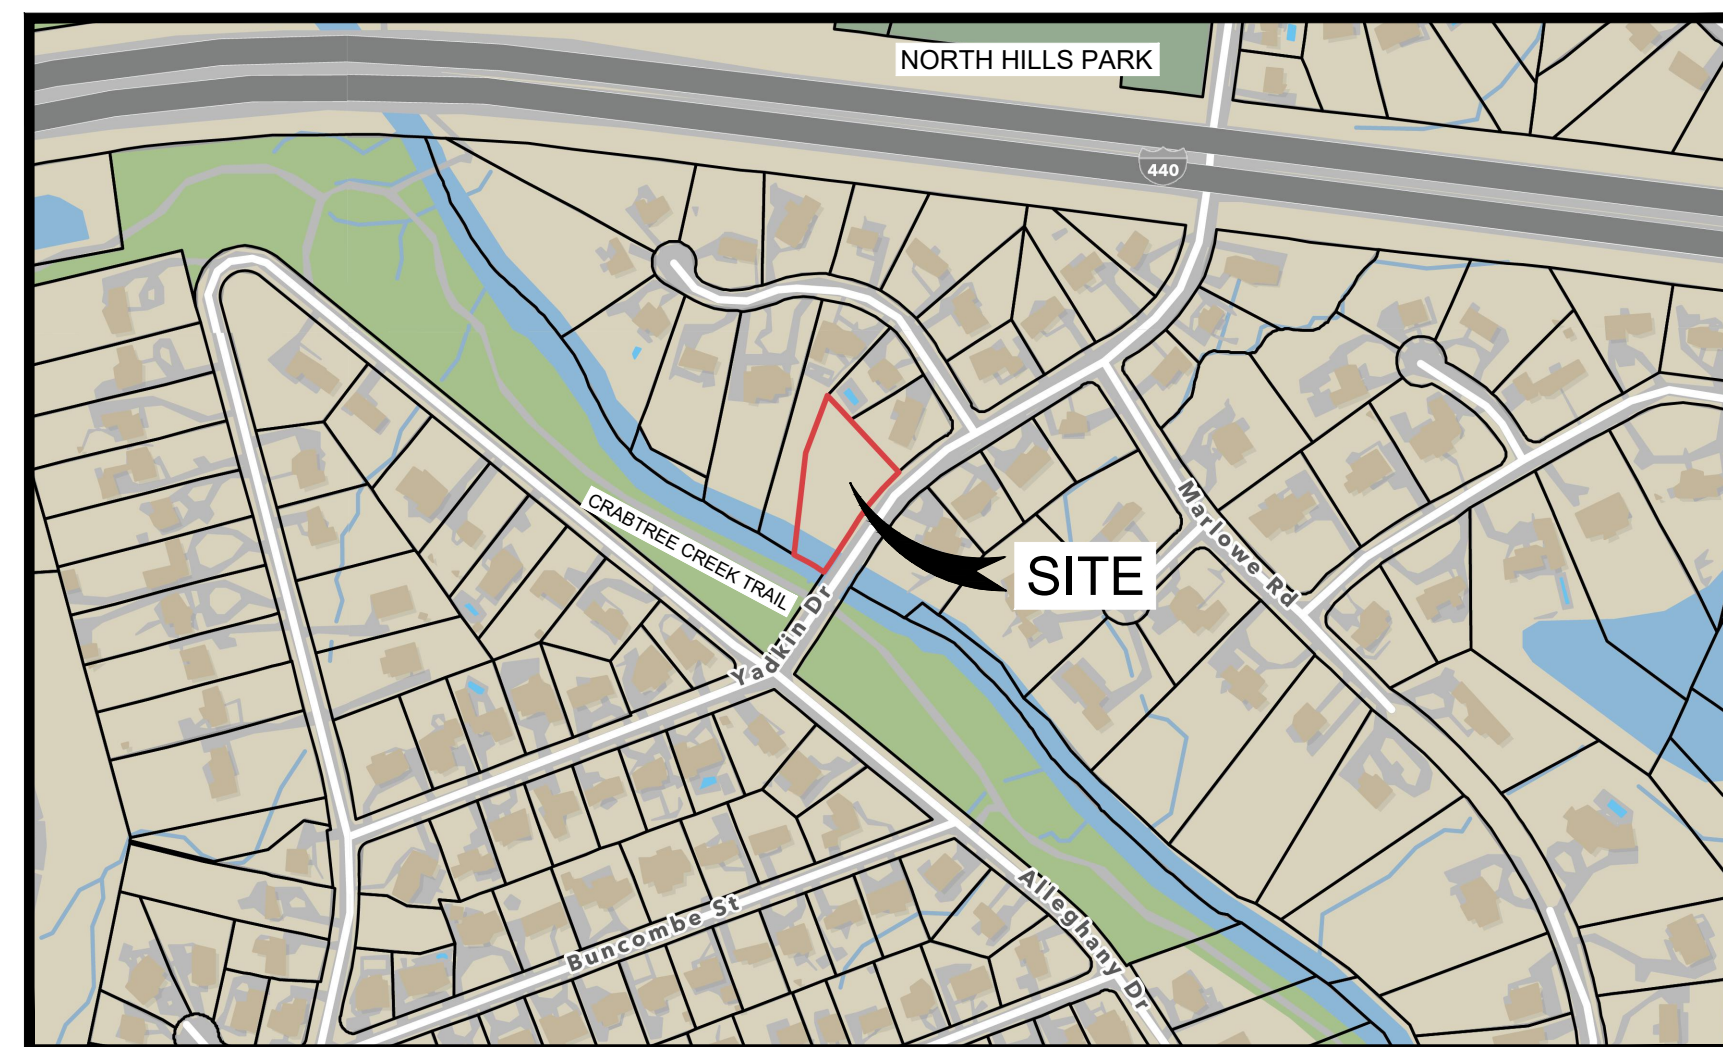 NORTH HILLS PARK
440
CRABTREE CREEK TRAIL
SITE
Marlowe Rd
Yadkin Dr
Alleghany Dr
Buncombe St